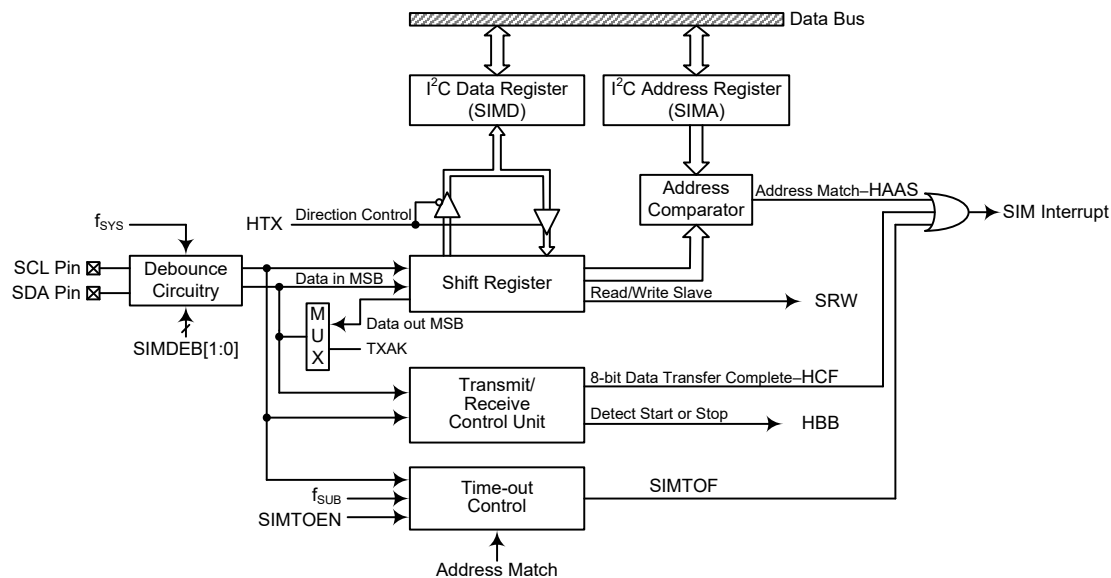 Data Bus
I²C Data Register
(SIMD)
I²C Address Register
(SIMA)
Address
Comparator
Address Match–HAAS
SIM Interrupt
HTX
Direction Control
fSYS
SCL Pin
SDA Pin
Debounce
Circuitry
SIMDEB[1:0]
Data in MSB
Shift Register
Read/Write Slave
SRW
M
U
X
Data out MSB
TXAK
Transmit/
Receive
Control Unit
8-bit Data Transfer Complete–HCF
Detect Start or Stop
HBB
Time-out
Control
fSUB
SIMTOEN
SIMTOF
Address Match